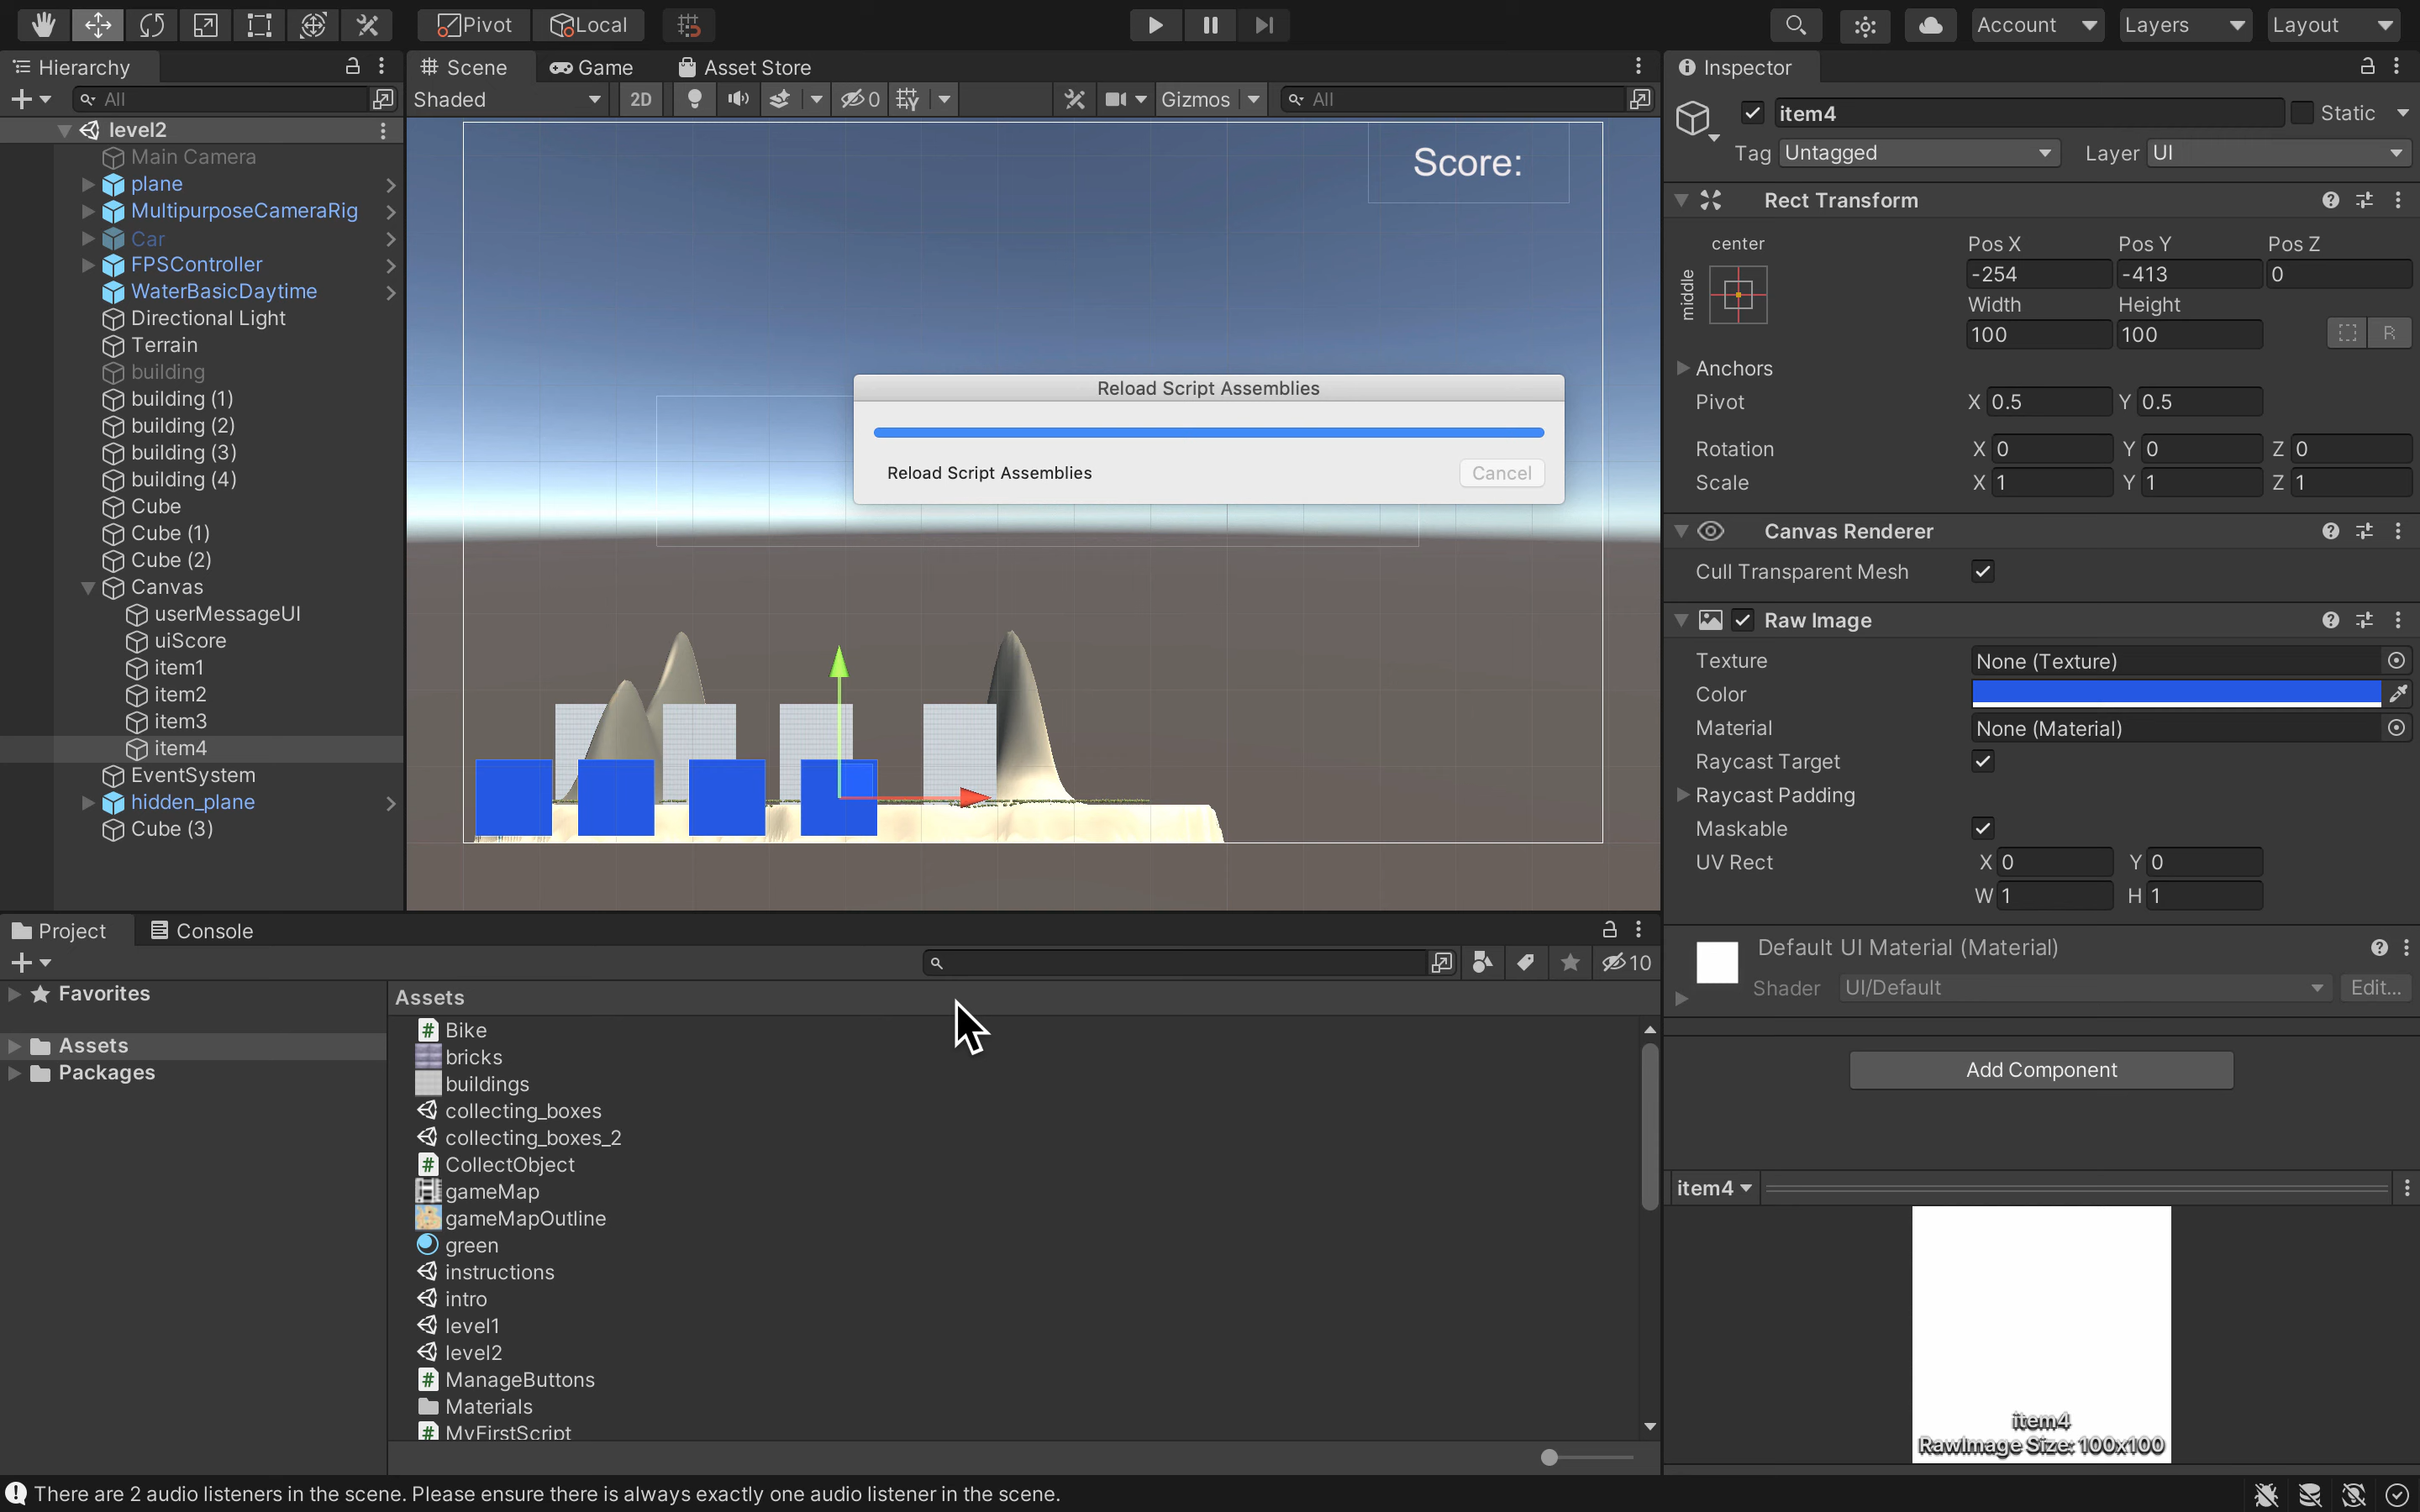 Pivot Local Account Layers Layout
Hierarchy
All
level2
Main Camera
plane
MultipurposeCameraRig
Car
FPSController
WaterBasicDaytime
Directional Light
Terrain
building
building (1)
building (2)
building (3)
building (4)
Cube
Cube (1)
Cube (2)
Canvas
userMessageUI
uiScore
item1
item2
item3
item4
EventSystem
hidden_plane
Cube (3)
Scene Game Asset Store
Shaded 2D 0 Gizmos All
Score:
Reload Script Assemblies
Reload Script Assemblies
Cancel
Inspector
item4 Static
Tag Untagged Layer UI
Rect Transform
center Pos X Pos Y Pos Z
middle -254 -413 0
Width Height
100 100 R
Anchors
Pivot X 0.5 Y 0.5
Rotation X 0 Y 0 Z 0
Scale X 1 Y 1 Z 1
Canvas Renderer
Cull Transparent Mesh
Raw Image
Texture None (Texture)
Color
Material None (Material)
Raycast Target
Raycast Padding
Maskable
UV Rect X 0 Y 0
W 1 H 1
Default UI Material (Material)
Shader UI/Default Edit...
Add Component
item4
item4
RawImage Size: 100x100
Project Console
10
Favorites
Assets
Packages
Assets
Bike
bricks
buildings
collecting_boxes
collecting_boxes_2
CollectObject
gameMap
gameMapOutline
green
instructions
intro
level1
level2
ManageButtons
Materials
MyFirstScript
There are 2 audio listeners in the scene. Please ensure there is always exactly one audio listener in the scene.